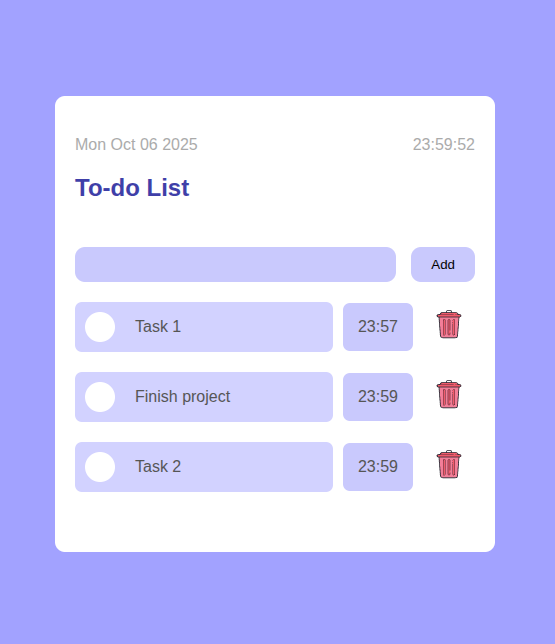 Mon Oct 06 2025 23:59:52
To-do List
Add
Task 1 23:57
Finish project 23:59
Task 2 23:59